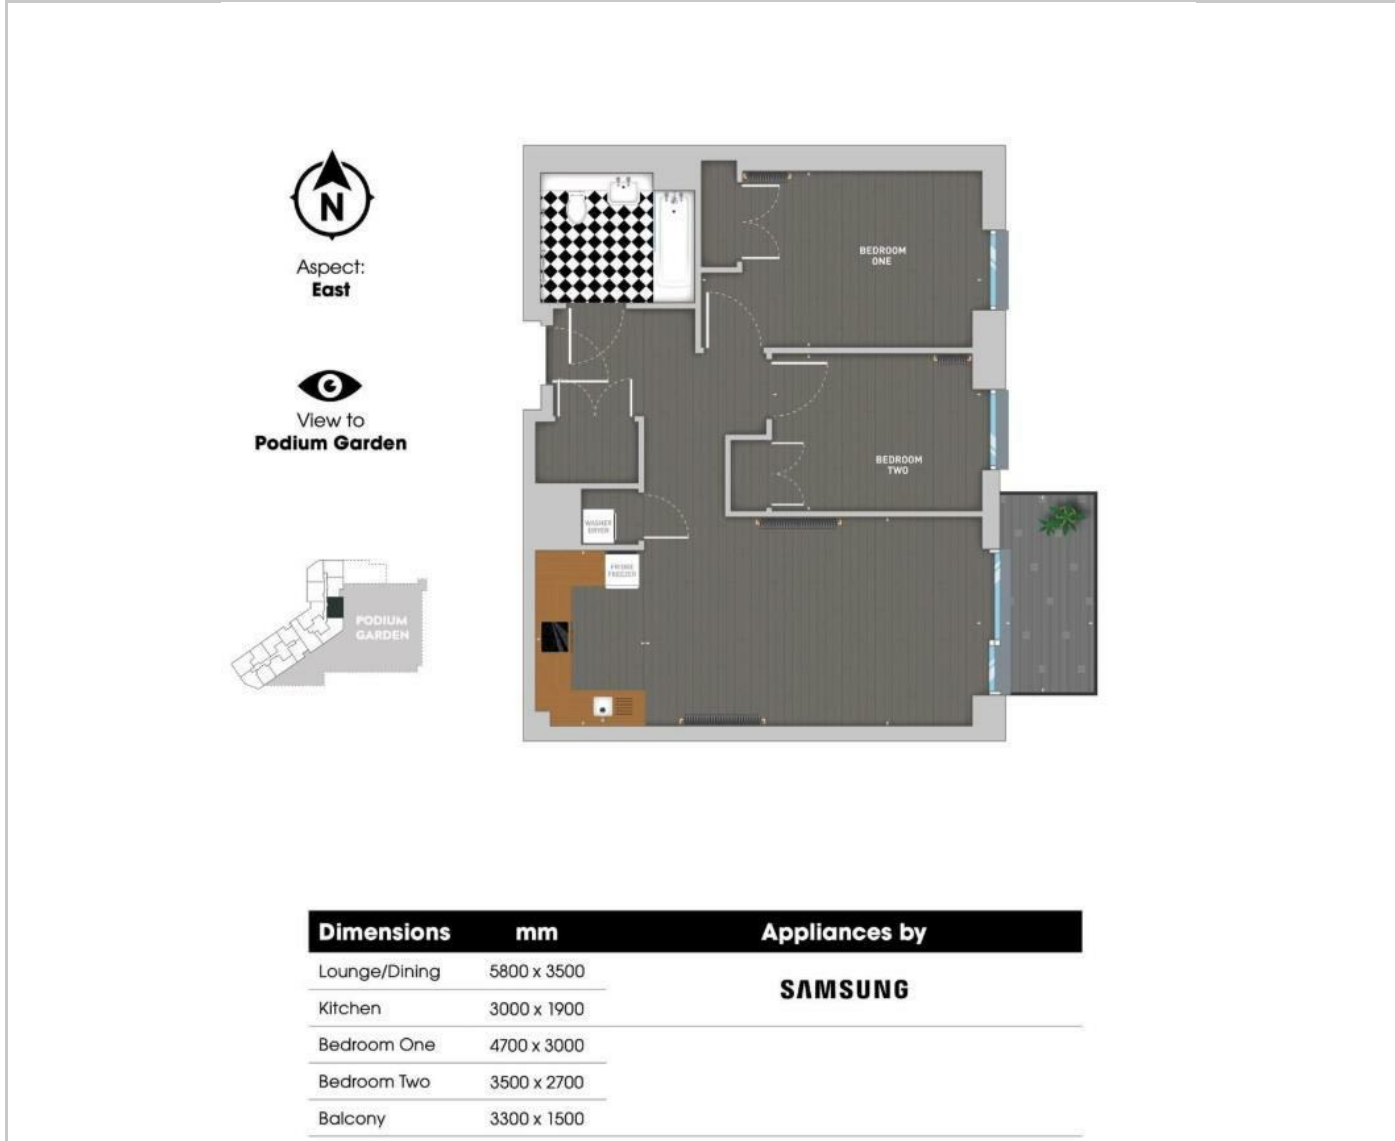 N
Aspect:
East
View to
Podium Garden
PODIUM
GARDEN
BEDROOM
ONE
BEDROOM
TWO
WASHER
DRYER
FRIDGE
FREEZER
Dimensions mm Appliances by
Lounge/Dining 5800 x 3500
SAMSUNG
Kitchen 3000 x 1900
Bedroom One 4700 x 3000
Bedroom Two 3500 x 2700
Balcony 3300 x 1500